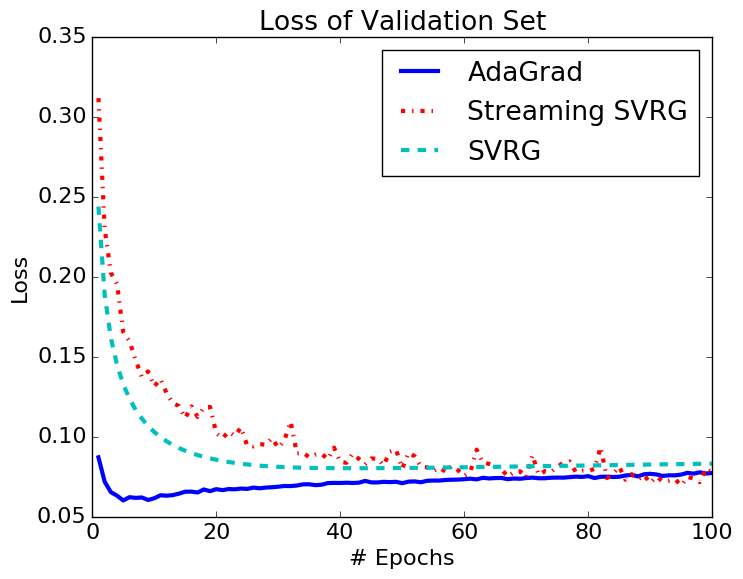 Loss of Validation Set
0.35
0.30
0.25
0.20
0.15
0.10
0.05
Loss
AdaGrad
Streaming SVRG
SVRG
0 20 40 60 80 100
# Epochs